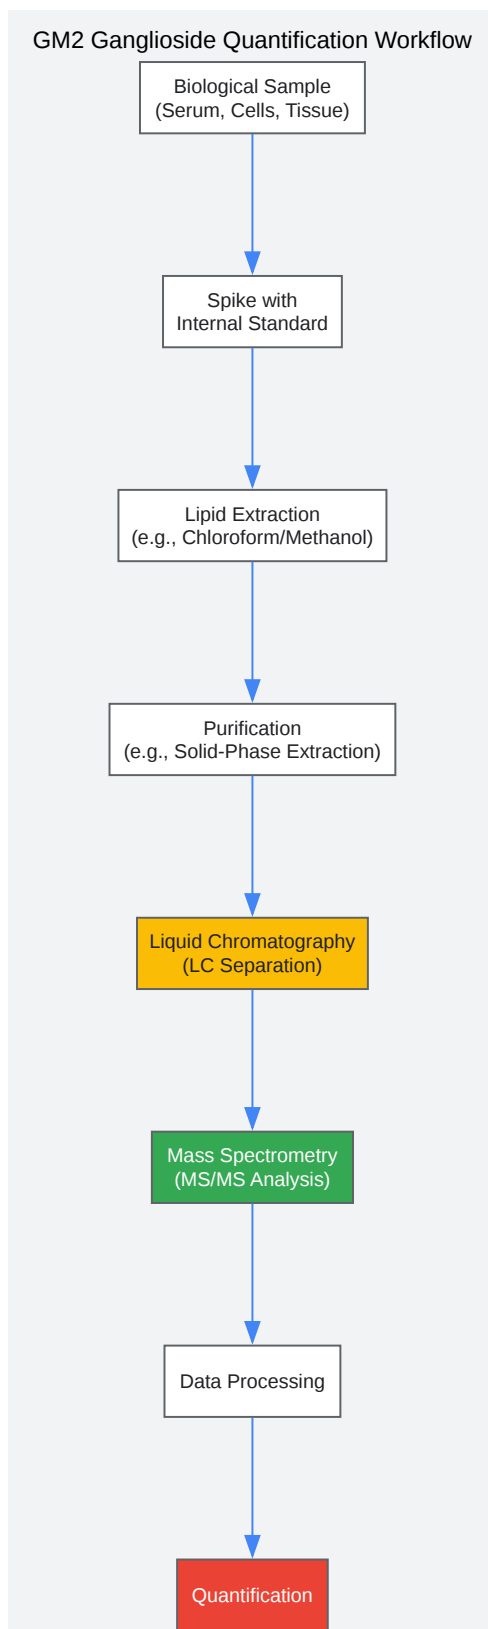 GM2 Ganglioside Quantification Workflow
Biological Sample
(Serum, Cells, Tissue)
Spike with
Internal Standard
Lipid Extraction
(e.g., Chloroform/Methanol)
Purification
(e.g., Solid-Phase Extraction)
Liquid Chromatography
(LC Separation)
Mass Spectrometry
(MS/MS Analysis)
Data Processing
Quantification